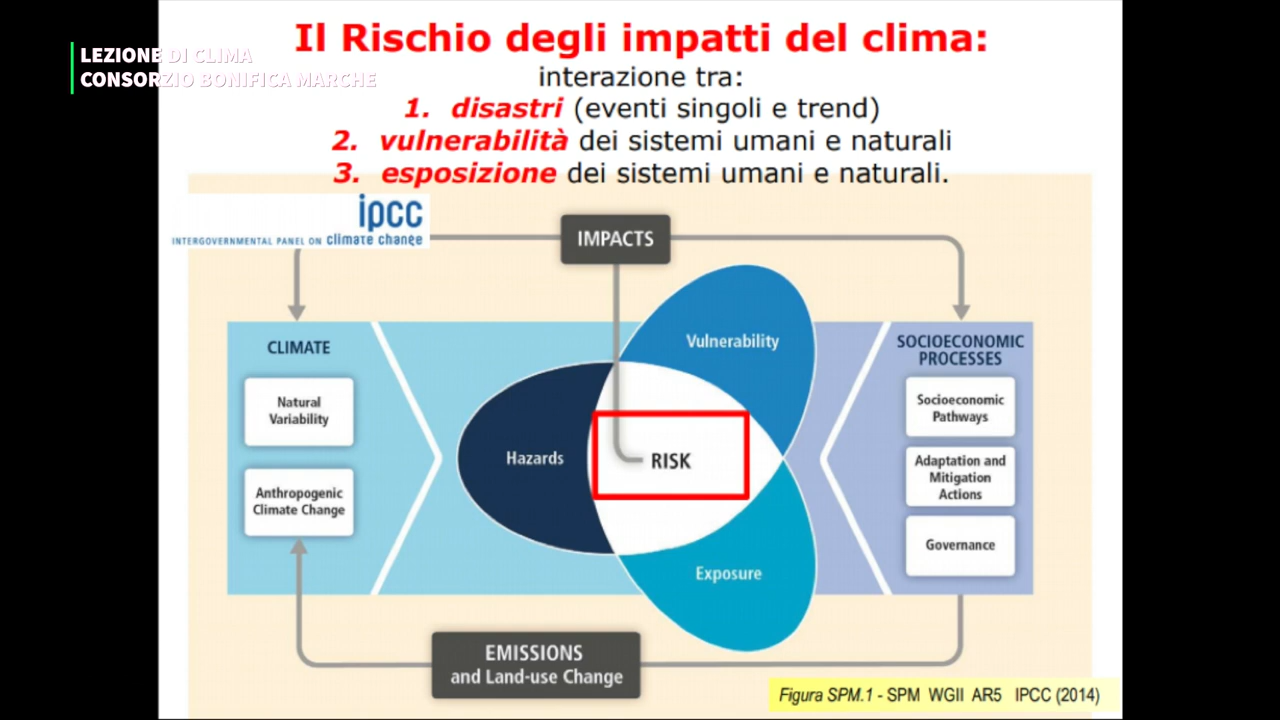 Il Rischio degli impatti del clima:
LEZIONE DI CLIMA
CONSORZIO BONIFICA MARCHE
interazione tra:
1. disastri (eventi singoli e trend)
2. vulnerabilità dei sistemi umani e naturali
3. esposizione dei sistemi umani e naturali.
ipcc
INTERGOVERNMENTAL PANEL ON climate change
IMPACTS
CLIMATE
Natural
Variability
Anthropogenic
Climate Change
Vulnerability
Hazards
RISK
Exposure
SOCIOECONOMIC
PROCESSES
Socioeconomic
Pathways
Adaptation and
Mitigation
Actions
Governance
EMISSIONS
and Land-use Change
Figura SPM.1 - SPM WGII AR5 IPCC (2014)